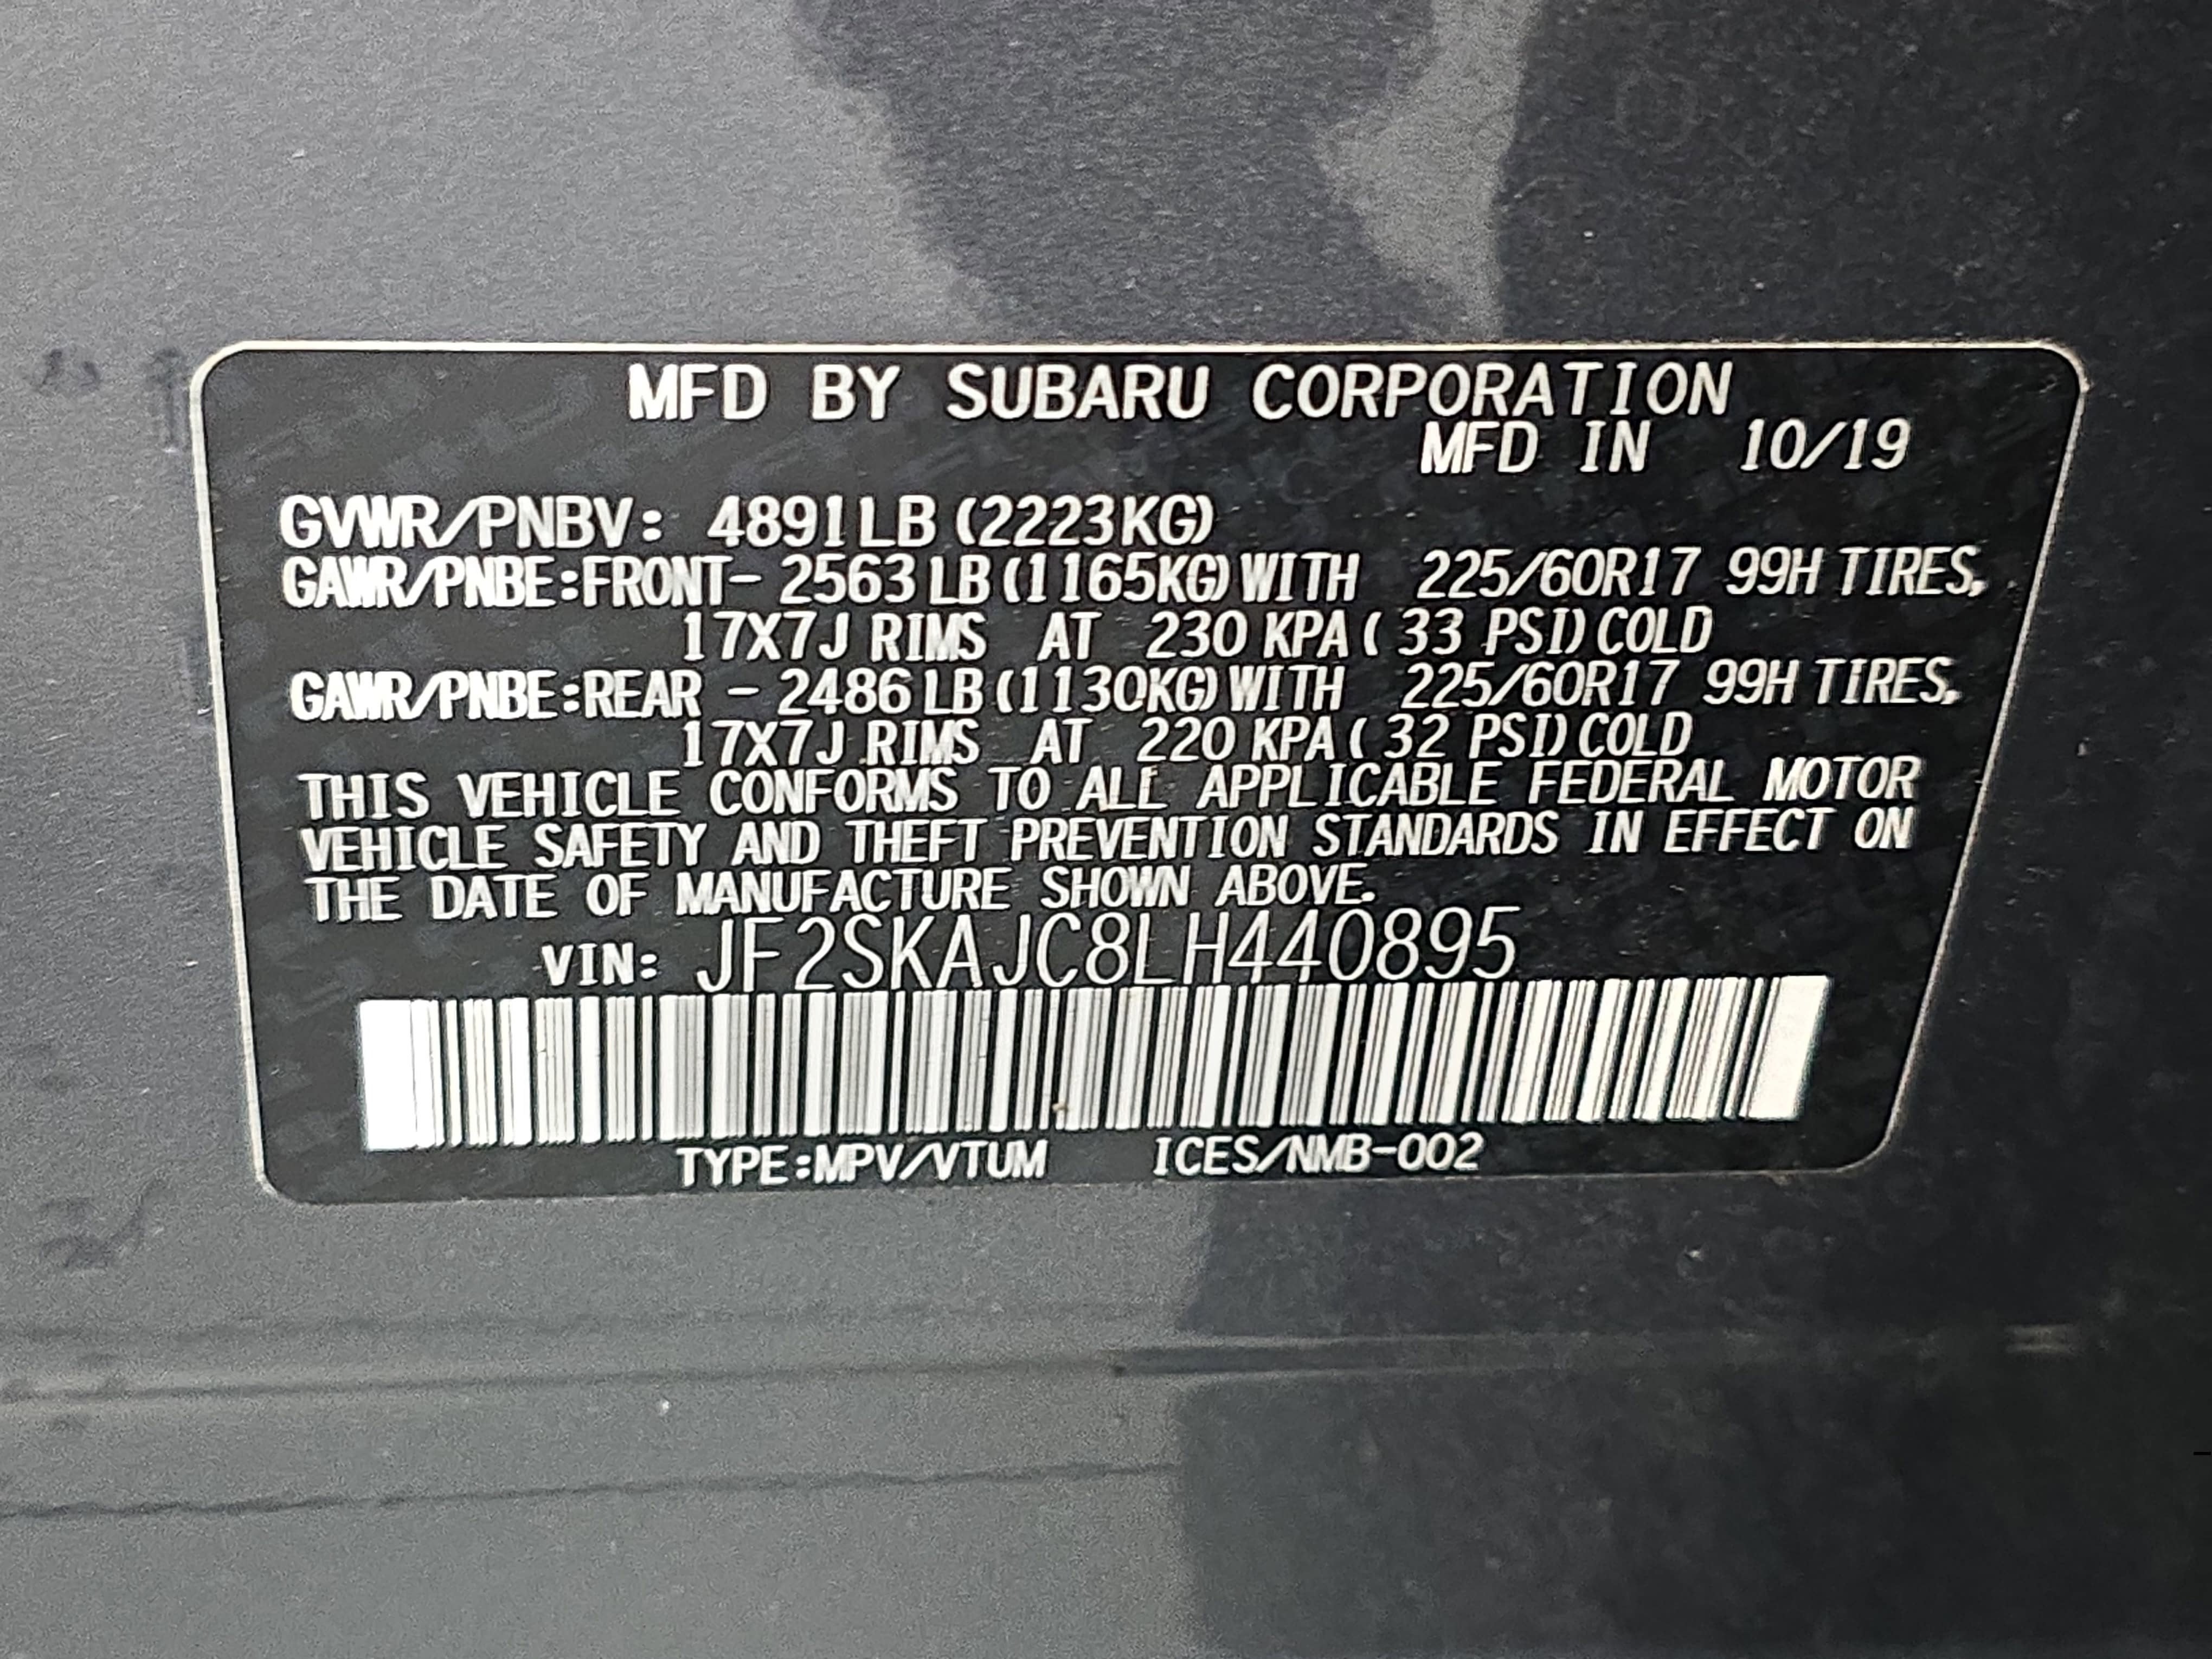 MFD BY SUBARU CORPORATION
MFD IN 10/19
GVWR/PNBV: 4891LB (2223KG)
GAWR/PNBE:FRONT- 2563 LB (1165KG) WITH 225/60R17 99H TIRES,
17X7J RIMS AT 230 KPA ( 33 PSI) COLD
GAWR/PNBE:REAR - 2486 LB (1130KG) WITH 225/60R17 99H TIRES,
17X7J RIMS AT 220 KPA ( 32 PSI) COLD
THIS VEHICLE CONFORMS TO ALL APPLICABLE FEDERAL MOTOR
VEHICLE SAFETY AND THEFT PREVENTION STANDARDS IN EFFECT ON
THE DATE OF MANUFACTURE SHOWN ABOVE.
VIN: JF2SKAJC8LH440895
TYPE:MPV/VTUM ICES/NMB-002